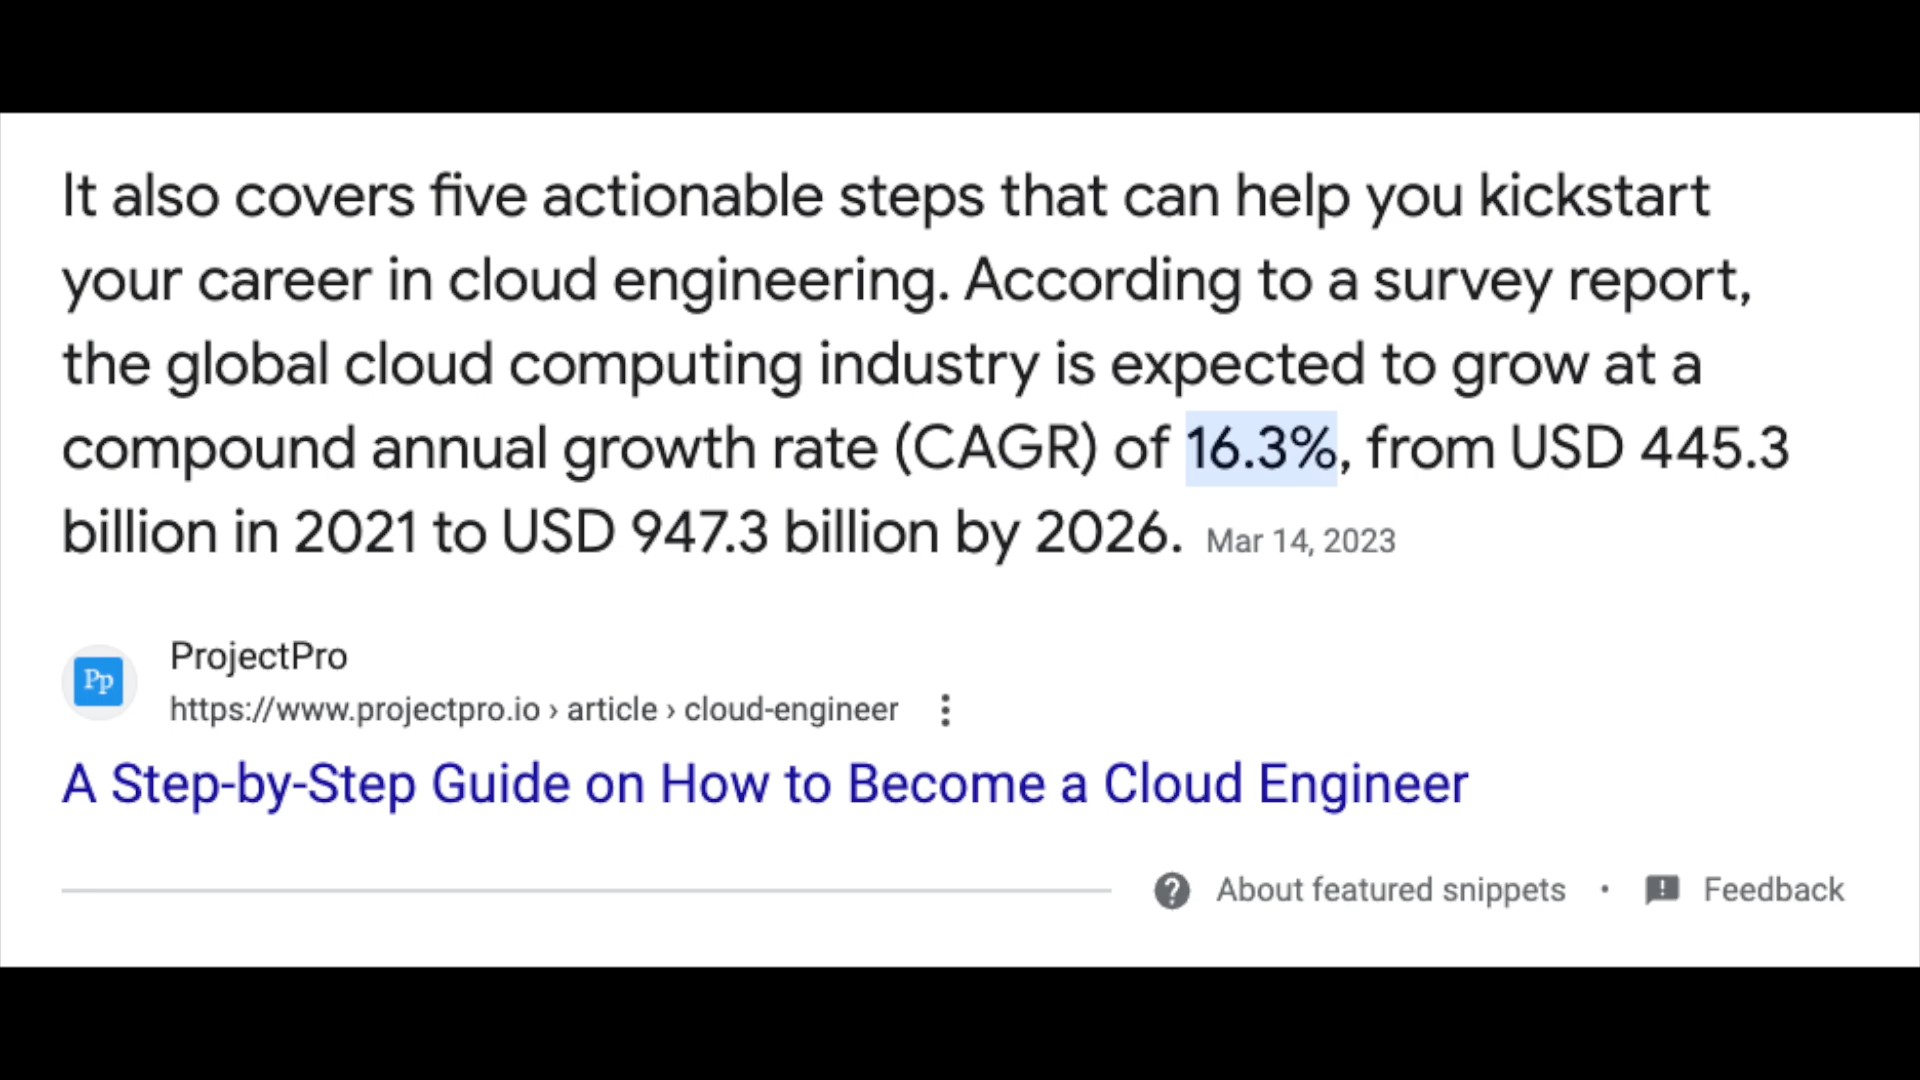 It also covers five actionable steps that can help you kickstart
your career in cloud engineering. According to a survey report,
the global cloud computing industry is expected to grow at a
compound annual growth rate (CAGR) of 16.3%, from USD 445.3
billion in 2021 to USD 947.3 billion by 2026. Mar 14, 2023
Pp
ProjectPro
https://www.projectpro.io › article › cloud-engineer
A Step-by-Step Guide on How to Become a Cloud Engineer
About featured snippets • Feedback